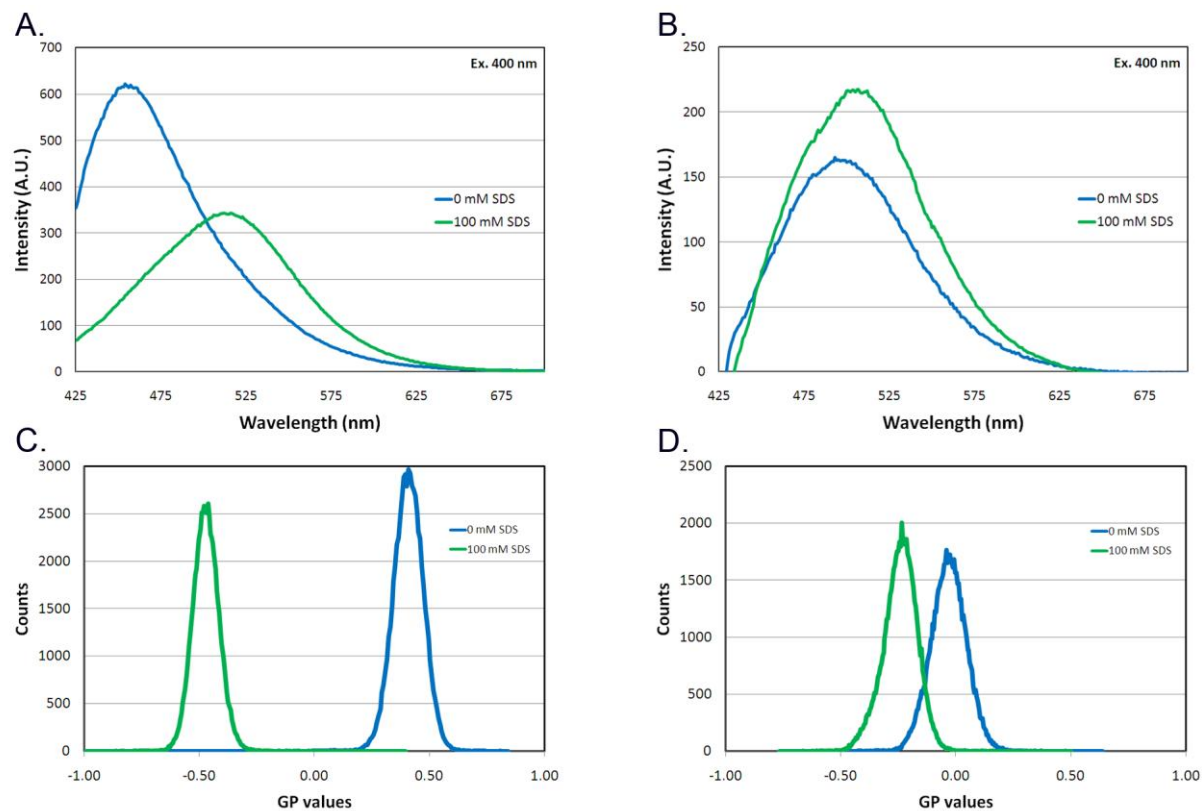 A.
700
600
500
400
300
200
100
0
Intensity (A.U.)
Ex. 400 nm
0 mM SDS
100 mM SDS
425 475 525 575 625 675
Wavelength (nm)
B.
250
200
150
100
50
0
Intensity (A.U.)
Ex. 400 nm
0 mM SDS
100 mM SDS
425 475 525 575 625 675
Wavelength (nm)
C.
3000
2500
2000
1500
1000
500
0
Counts
0 mM SDS
100 mM SDS
-1.00 -0.50 0.00 0.50 1.00
GP values
D.
2500
2000
1500
1000
500
0
Counts
0 mM SDS
100 mM SDS
-1.00 -0.50 0.00 0.50 1.00
GP values